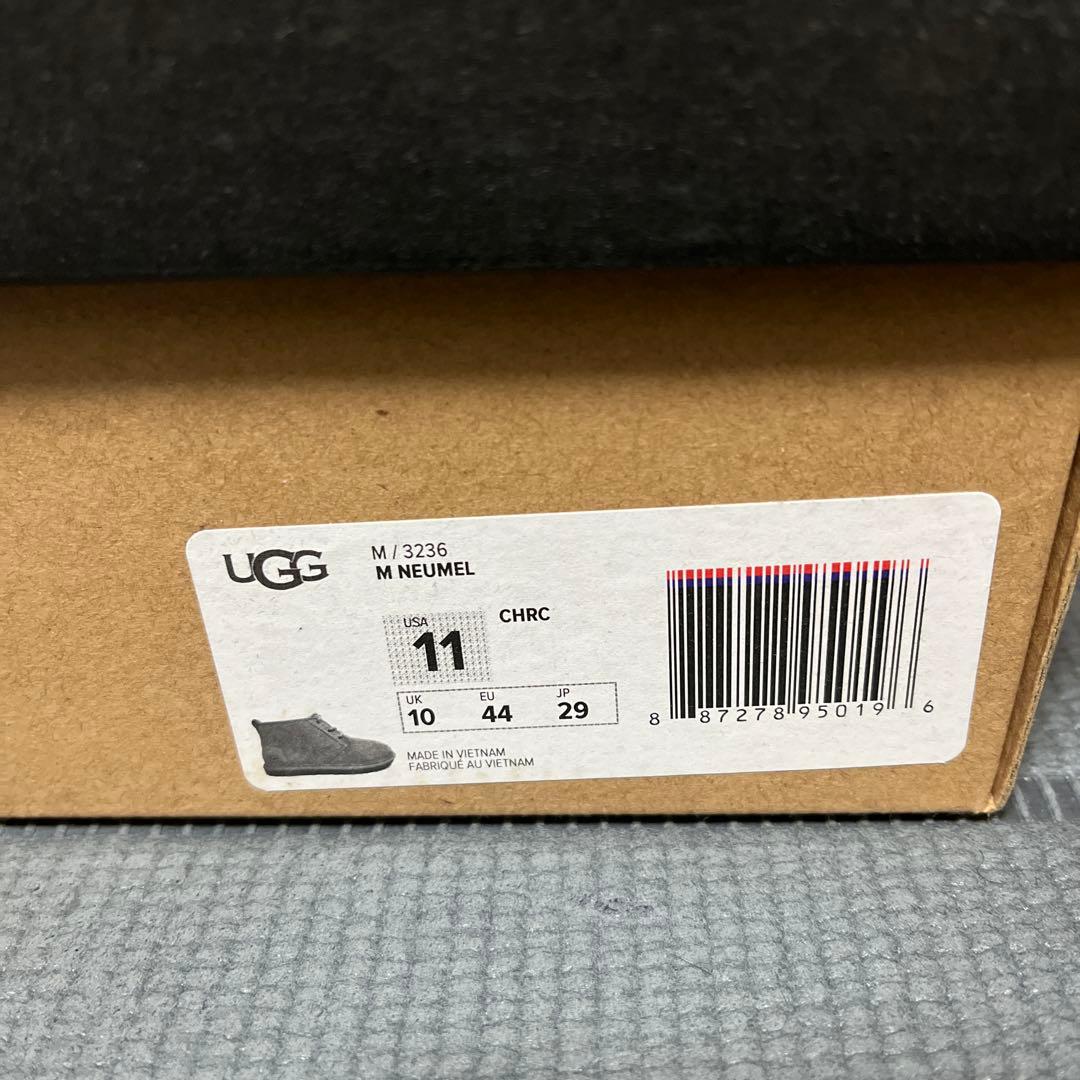 UGG
M / 3236
M NEUMEL
USA
11
CHRC
UK
10
EU
44
JP
29
MADE IN VIETNAM
FABRIQUÉ AU VIETNAM
8 87278 95019 6